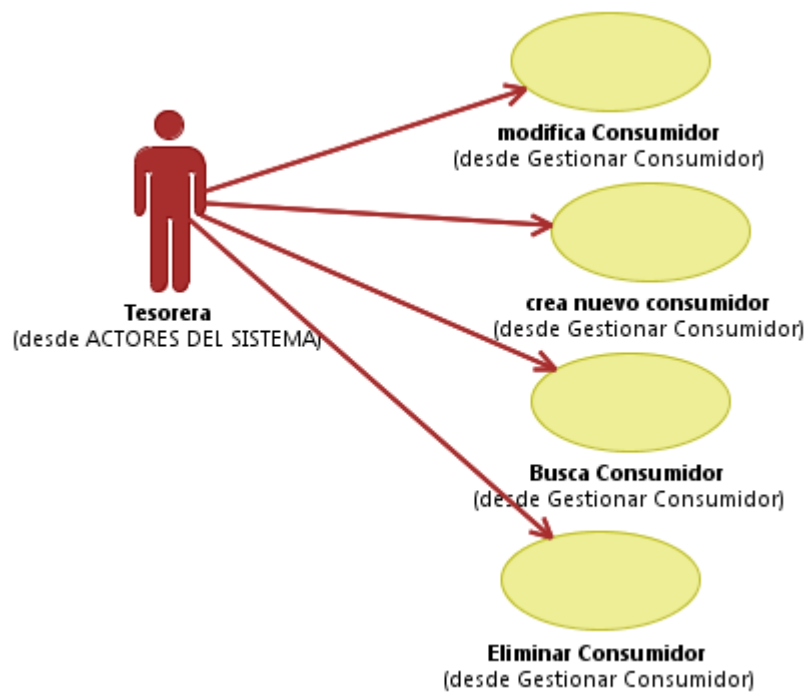 modifica Consumidor
(desde Gestionar Consumidor)
crea nuevo consumidor
(desde Gestionar Consumidor)
Tesorera
(desde ACTORES DEL SISTEMA)
Busca Consumidor
(desde Gestionar Consumidor)
Eliminar Consumidor
(desde Gestionar Consumidor)